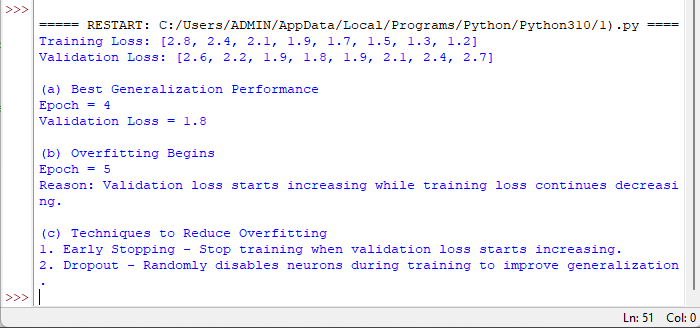 >>>
===== RESTART: C:/Users/ADMIN/AppData/Local/Programs/Python/Python310/1).py ====
Training Loss: [2.8, 2.4, 2.1, 1.9, 1.7, 1.5, 1.3, 1.2]
Validation Loss: [2.6, 2.2, 1.9, 1.8, 1.9, 2.1, 2.4, 2.7]
(a) Best Generalization Performance
Epoch = 4
Validation Loss = 1.8
(b) Overfitting Begins
Epoch = 5
Reason: Validation loss starts increasing while training loss continues decreasi
ng.
(c) Techniques to Reduce Overfitting
1. Early Stopping - Stop training when validation loss starts increasing.
2. Dropout - Randomly disables neurons during training to improve generalization
.
>>>
Ln: 51 Col: 0